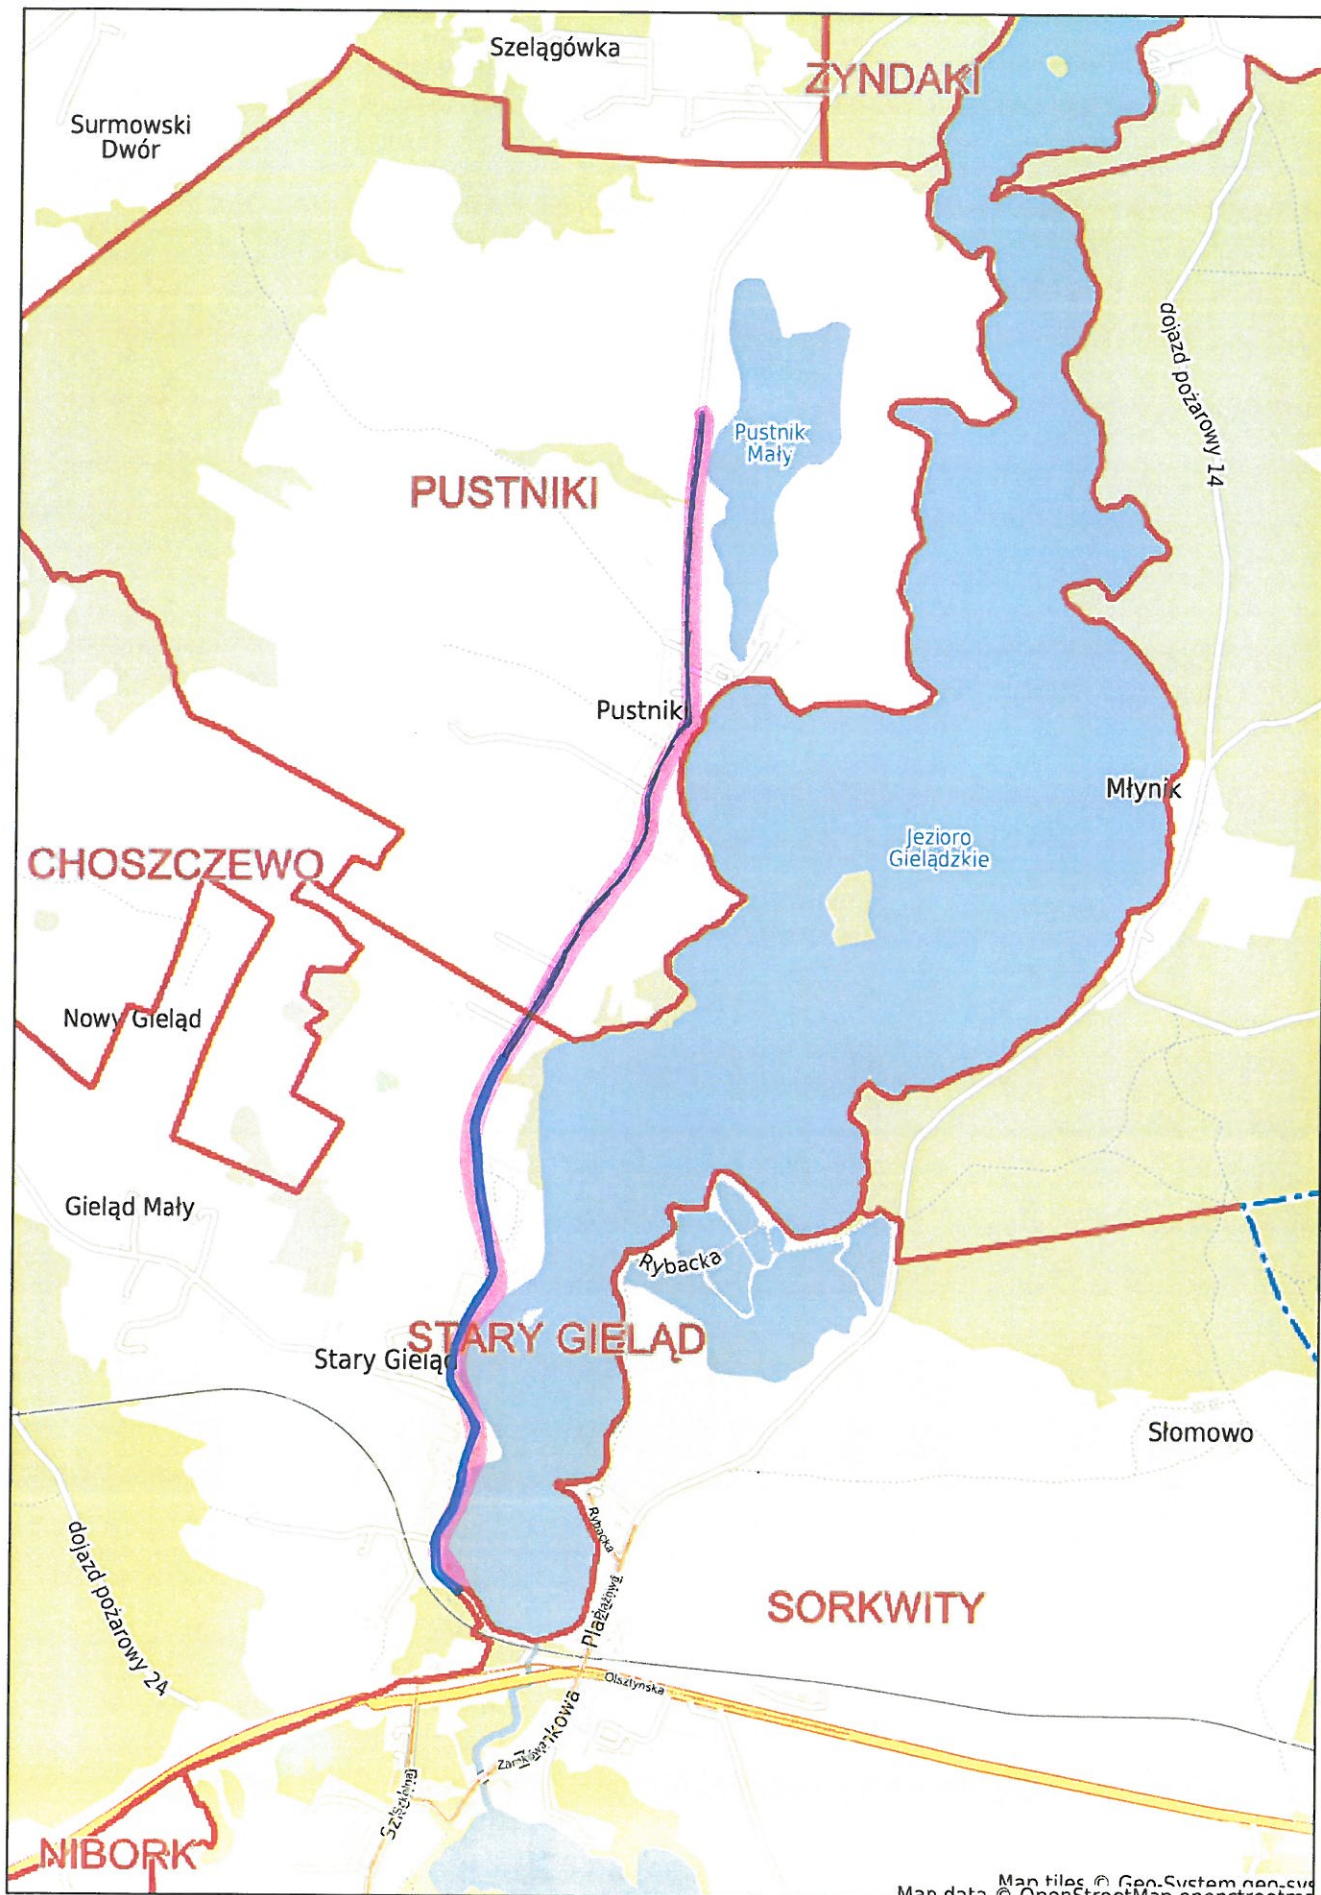 Szelągówka
ZYNDAKI
Surmowski
Dwór
dojazd pożarowy 14
Pustnik
Mały
PUSTNIKI
Pustniki
Młynik
Jezioro
Gielądzkie
CHOSZCZEWO
Nowy Gieląd
Gieląd Mały
Rybacka
STARY GIELĄD
Stary Gieląd
Słomowo
Rybacka
dojazd pożarowy 24
Plażowa
SORKWITY
Olsztyńska
NIBORK
Map tiles © Geo-System geo-sys
Map data © OpenStreetMap